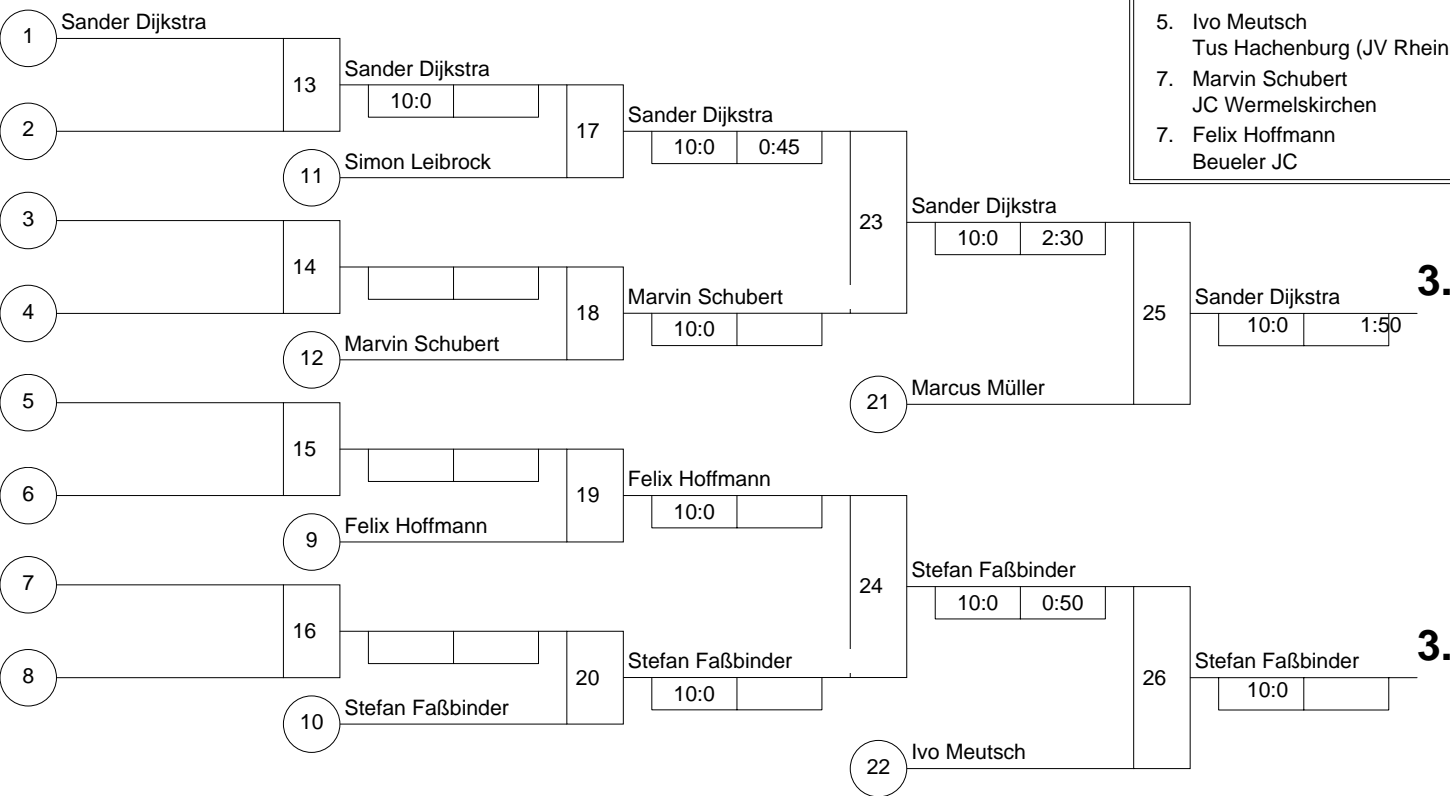 5. Ivo Meutsch
Tus Hachenburg (JV Rhein
7. Marvin Schubert
JC Wermelskirchen
7. Felix Hoffmann
Beueler JC
1 Sander Dijkstra
13
Sander Dijkstra
10:0
2
17
Sander Dijkstra
10:0 0:45
11 Simon Leibrock
3
23
Sander Dijkstra
10:0 2:30
14
4
18
Marvin Schubert
10:0
12 Marvin Schubert
25
Sander Dijkstra
10:0 1:50
3.
5
21 Marcus Müller
15
6
19
Felix Hoffmann
10:0
9 Felix Hoffmann
7
24
Stefan Faßbinder
10:0 0:50
16
8
20
Stefan Faßbinder
10:0
10 Stefan Faßbinder
26
Stefan Faßbinder
10:0
3.
22 Ivo Meutsch